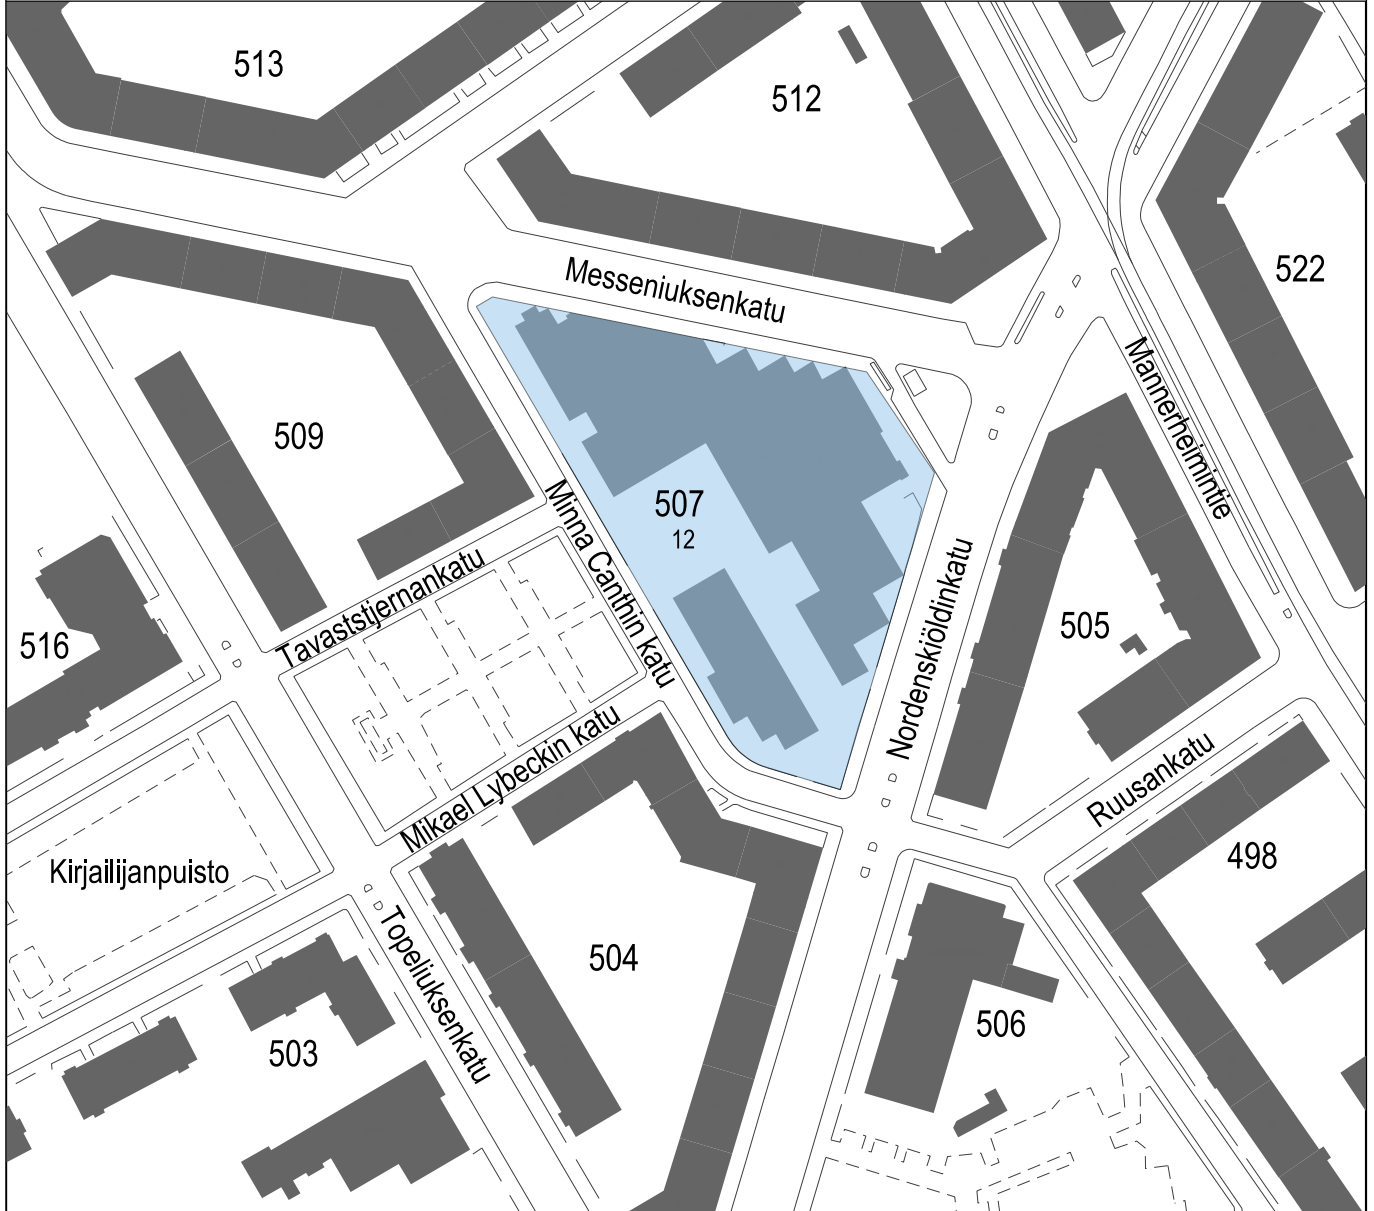 513
512
Messeniuksenkatu
522
Mannerheimintie
509
507
12
Minna Canthin katu
Tavaststjernankatu
Nordenskiöldinkatu
505
516
Mikael Lybeckin katu
Ruusankatu
498
Kirjailijanpuisto
Topeliuksenkatu
504
506
503